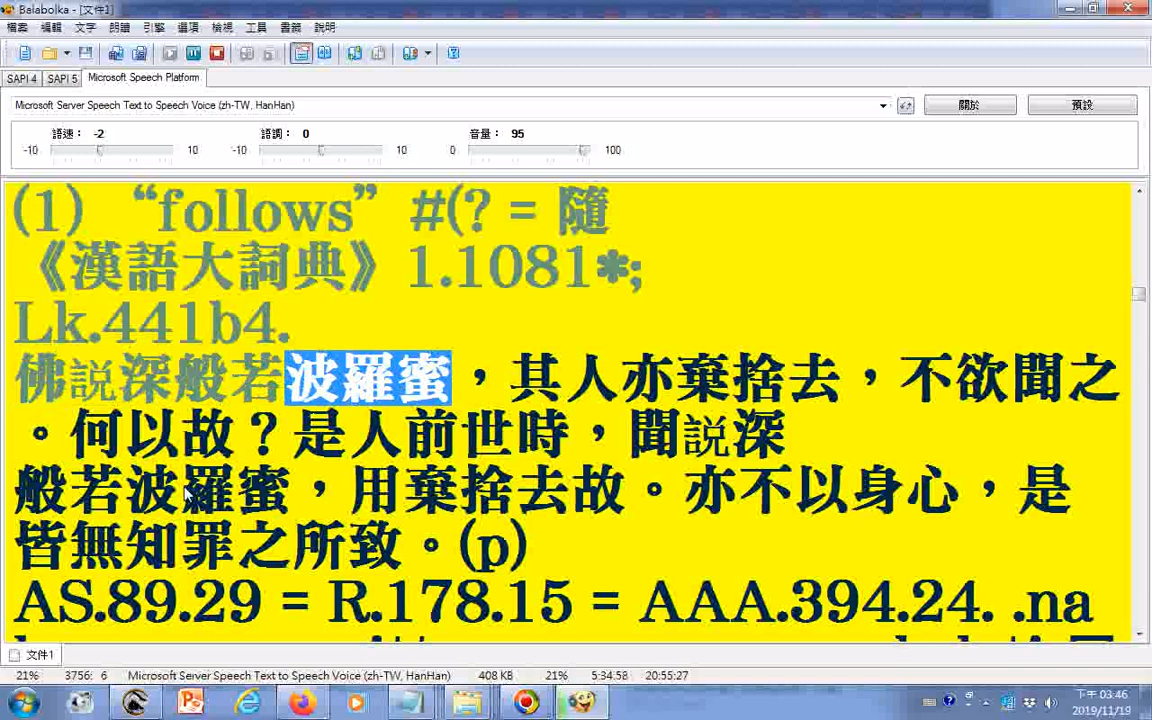 Balabolka - [文件1]
檔案 編輯 文字 朗讀 引擎 選項 檢視 工具 書籤 說明
SAPI 4 SAPI 5 Microsoft Speech Platform
Microsoft Server Speech Text to Speech Voice (zh-TW, HanHan) 關於 預設
語速： -2 語調： 0 音量： 95
-10 10 -10 10 0 100
(1) “follows” #(? = 隨
《漢語大詞典》1.1081*;
Lk.441b4.
佛説深般若波羅蜜，其人亦棄捨去，不欲聞之
。何以故？是人前世時，聞説深
般若波羅蜜，用棄捨去故。亦不以身心，是
皆無知罪之所致。(p)
AS.89.29 = R.178.15 = AAA.394.24. .na
文件1
21% 3756: 6 Microsoft Server Speech Text to Speech Voice (zh-TW, HanHan) 408 KB 21% 5:34:58 20:55:27
下午 03:46
2019/11/19